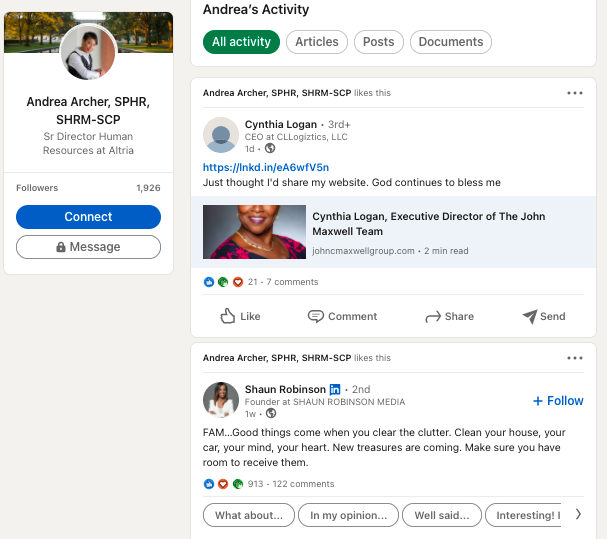 Andrea's Activity
All activity
Articles
Posts
Documents
Andrea Archer, SPHR,
SHRM-SCP
Sr Director Human
Resources at Altria
Followers 1,926
Connect
Message
Andrea Archer, SPHR, SHRM-SCP likes this
Cynthia Logan • 3rd+
CEO at CLLogiztics, LLC
1d •
https://lnkd.in/eA6wfV5n
Just thought I'd share my website. God continues to bless me
Cynthia Logan, Executive Director of The John
Maxwell Team
johncmaxwellgroup.com • 2 min read
21 • 7 comments
Like Comment Share Send
Andrea Archer, SPHR, SHRM-SCP likes this
Shaun Robinson in • 2nd
Founder at SHAUN ROBINSON MEDIA
1w •
+ Follow
FAM...Good things come when you clear the clutter. Clean your house, your
car, your mind, your heart. New treasures are coming. Make sure you have
room to receive them.
913 • 122 comments
What about... In my opinion... Well said... Interesting! I